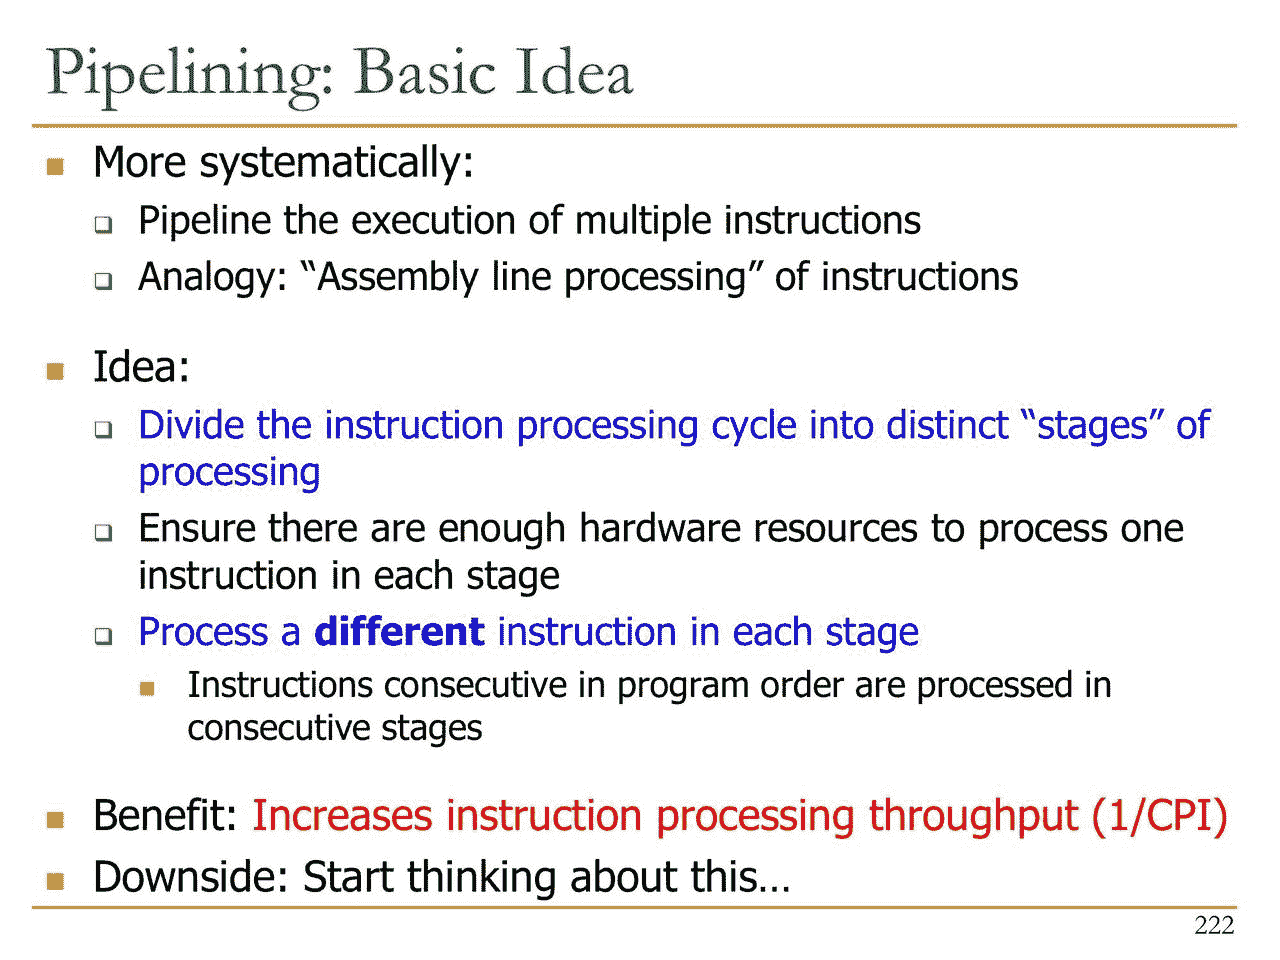 Pipelining: Basic Idea
More systematically:
Pipeline the execution of multiple instructions
Analogy: “Assembly line processing” of instructions
Idea:
Divide the instruction processing cycle into distinct “stages” of
processing
Ensure there are enough hardware resources to process one
instruction in each stage
Process a different instruction in each stage
Instructions consecutive in program order are processed in
consecutive stages
Benefit: Increases instruction processing throughput (1/CPI)
Downside: Start thinking about this…
222